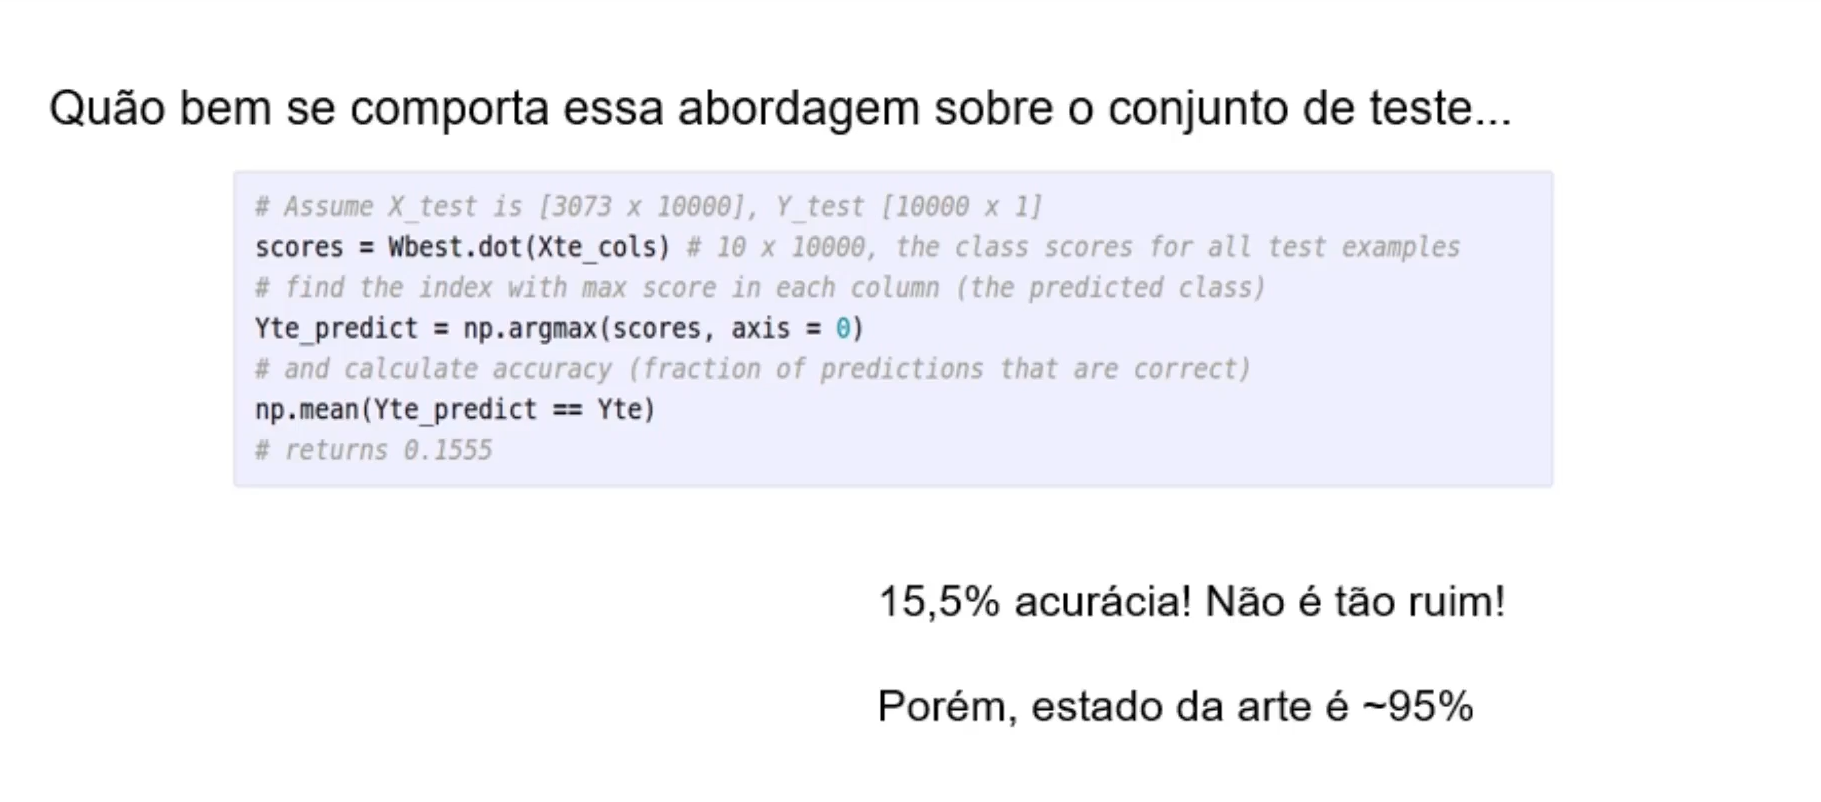 Quão bem se comporta essa abordagem sobre o conjunto de teste...
# Assume X_test is [3073 x 10000], Y_test [10000 x 1]
scores = Wbest.dot(Xte_cols) # 10 x 10000, the class scores for all test examples
# find the index with max score in each column (the predicted class)
Yte_predict = np.argmax(scores, axis = 0)
# and calculate accuracy (fraction of predictions that are correct)
np.mean(Yte_predict == Yte)
# returns 0.1555
15,5% acurácia! Não é tão ruim!
Porém, estado da arte é ~95%